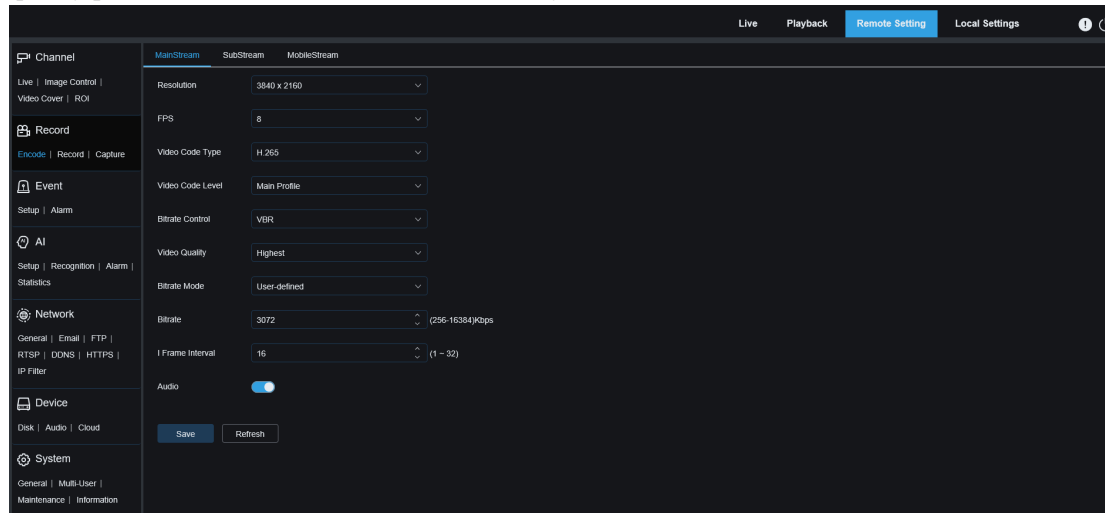 Live Playback Remote Setting Local Settings
Channel
Live | Image Control |
Video Cover | ROI
Record
Encode | Record | Capture
Event
Setup | Alarm
AI
Setup | Recognition | Alarm |
Statistics
Network
General | Email | FTP |
RTSP | DDNS | HTTPS |
IP Filter
Device
Disk | Audio | Cloud
System
General | Multi-User |
Maintenance | Information
MainStream SubStream MobileStream
Resolution 3840 x 2160
FPS 8
Video Code Type H.265
Video Code Level Main Profile
Bitrate Control VBR
Video Quality Highest
Bitrate Mode User-defined
Bitrate 3072 (256-16384)Kbps
I Frame Interval 16 (1 ~ 32)
Audio
Save Refresh